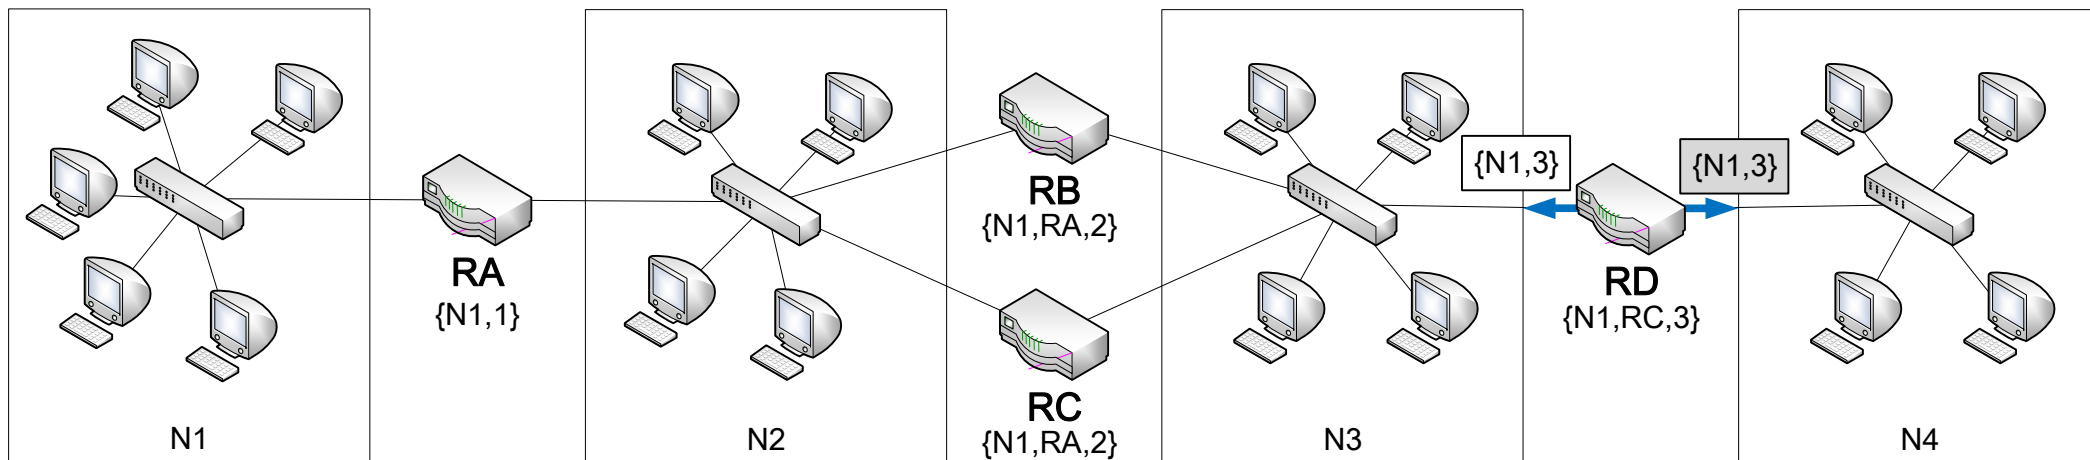 RA
{N1,1}
RB
{N1,RA,2}
RC
{N1,RA,2}
{N1,3}
{N1,3}
RD
{N1,RC,3}
N1
N2
N3
N4